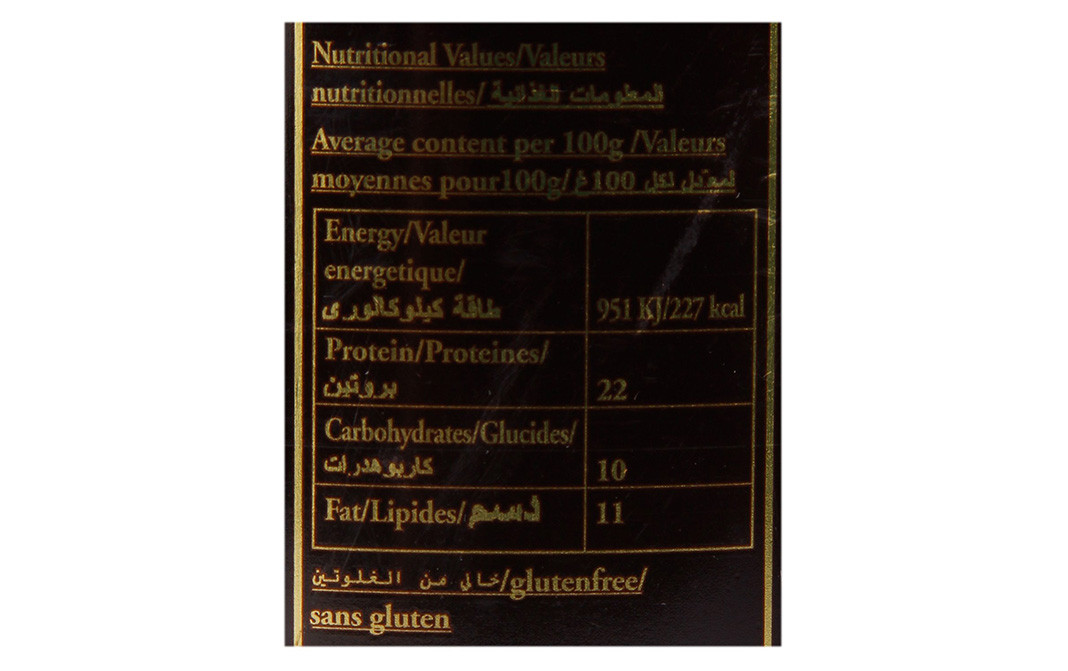 Nutritional Values/Valeurs
nutritionnelles/ المعلومات الغذائية
Average content per 100g /Valeurs
moyennes pour100g/ لمعدل لكل 100 غ
Energy/Valeur
energetique/
طاقة كيلوكالورى
951 KJ/227 kcal
Protein/Proteines/
بروتين
22
Carbohydrates/Glucides/
كاربوهدرات
10
Fat/Lipides/دسم
11
خالي من الغلوتين/glutenfree/
sans gluten